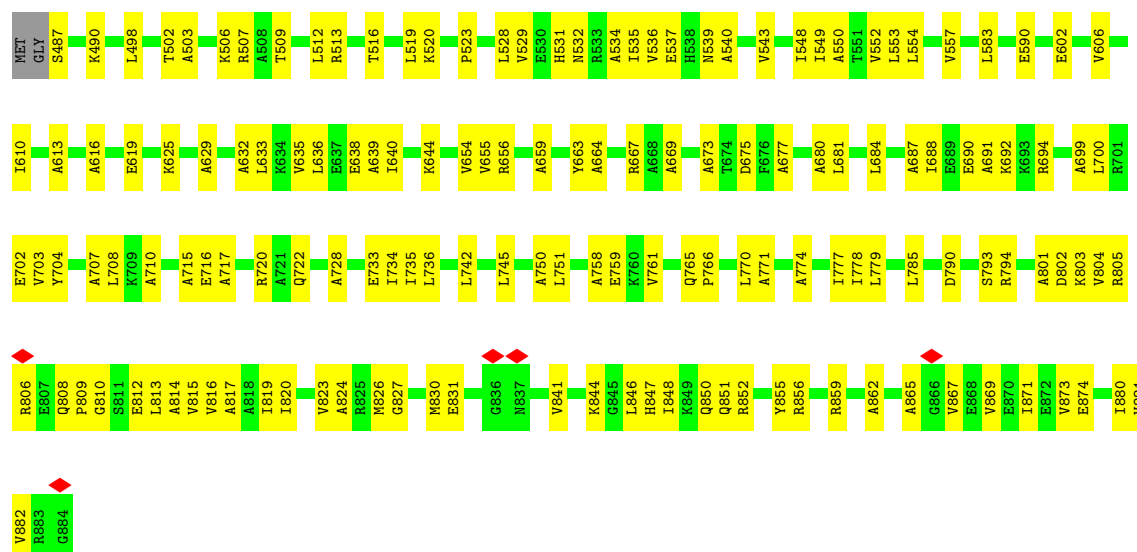 MET GLY S487 K490 L498 T502 A503 K506 R507 A508 T509 L512 R513 T516 L519 K520 P523 L528 V529 E530 H531 N532 R533 A534 I535 V536 E537 H538 N539 A540 V543 I548 I549 A550 T551 V552 L553 L554 V557 L583 E590 E602 V606
I610 A613 A616 E619 K625 A629 A632 L633 K634 V635 L636 E637 E638 A639 I640 K644 V654 V655 R656 A659 Y663 A664 R667 A668 A669 A673 T674 D675 F676 A677 A680 L681 L684 A687 I688 E689 E690 A691 K692 K693 R694 A699 L700 R701
E702 V703 Y704 A707 L708 K709 A710 A715 E716 A717 R720 A721 Q722 A728 E733 I734 I735 L736 L742 L745 A750 L751 A758 E759 K760 V761 Q765 P766 L770 A771 A774 I777 I778 L779 L785 D790 S793 R794 A801 D802 K803 V804 R805
R806 E807 Q808 P809 G810 S811 E812 L813 A814 V815 V816 A817 A818 I819 I820 V823 A824 R825 M826 G827 M830 E831 G836 N837 V841 K844 G845 L846 H847 I848 K849 Q850 Q851 R852 Y855 R856 R859 A862 A865 G866 V867 E868 V869 E870 I871 E872 V873 E874 I880
V882 R883 G884